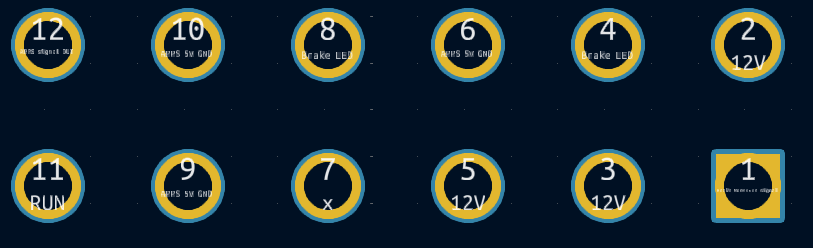 12
10
APPS 5V GND
8
Brake LED
6
APPS 5V GND
4
Brake LED
2
12V
11
RUN
9
APPS 5V GND
7
x
5
12V
3
12V
1